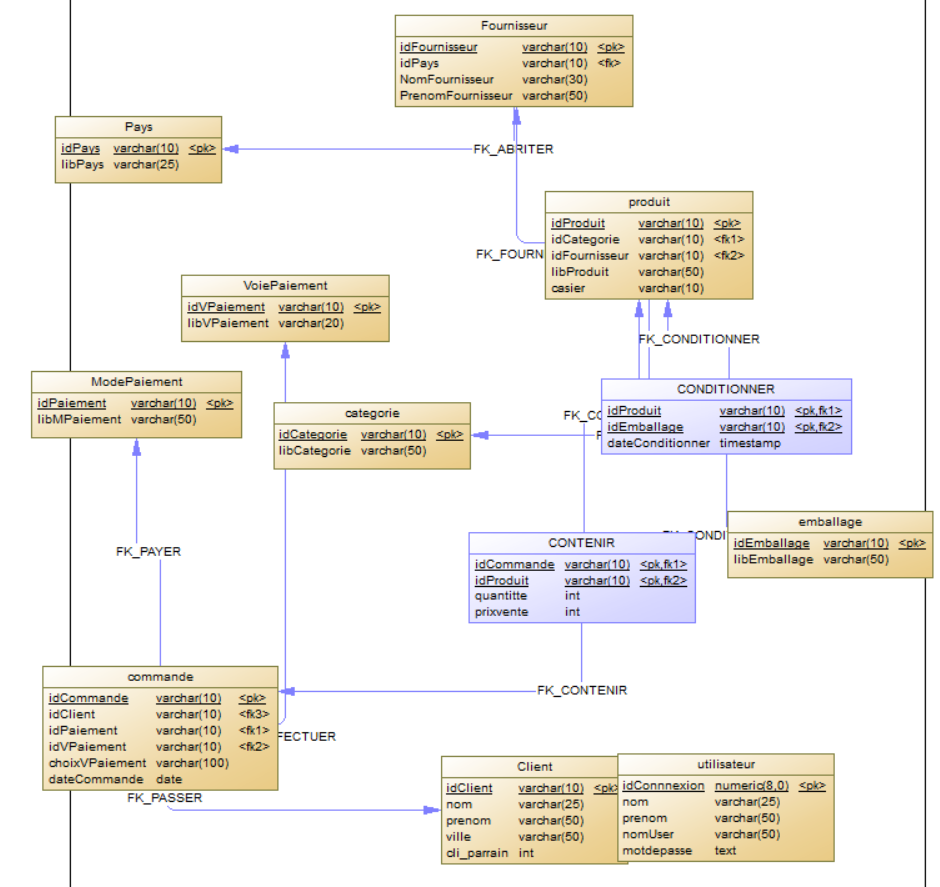 Fournisseur
idFournisseur varchar(10) <pk>
idPays varchar(10) <fk>
NomFournisseur varchar(30)
PrenomFournisseur varchar(50)
Pays
idPays varchar(10) <pk>
libPays varchar(25)
FK_ABRITER
produit
idProduit varchar(10) <pk>
idCategorie varchar(10) <fk1>
idFournisseur varchar(10) <fk2>
libProduit varchar(50)
casier varchar(10)
FK_FOURN
VoiePaiement
idVPaiement varchar(10) <pk>
libVPaiement varchar(20)
FK_CONDITIONNER
ModePaiement
idPaiement varchar(10) <pk>
libMPaiement varchar(50)
CONDITIONNER
idProduit varchar(10) <pk,fk1>
idEmballage varchar(10) <pk,fk2>
dateConditionner timestamp
categorie
idCategorie varchar(10) <pk>
libCategorie varchar(50)
FK_CO
emballage
idEmballage varchar(10) <pk>
libEmballage varchar(50)
CONDI
CONTENIR
idCommande varchar(10) <pk,fk1>
idProduit varchar(10) <pk,fk2>
quantitte int
prixvente int
FK_PAYER
commande
idCommande varchar(10) <pk>
idClient varchar(10) <fk3>
idPaiement varchar(10) <fk1>
idVPaiement varchar(10) <fk2>
choixVPaiement varchar(100)
dateCommande date
FK_CONTENIR
FECTUER
FK_PASSER
Client
idClient varchar(10) <pk>
nom varchar(25)
prenom varchar(50)
ville varchar(50)
cli_parrain int
utilisateur
idConnnexion numeric(8,0) <pk>
nom varchar(25)
prenom varchar(50)
nomUser varchar(50)
motdepasse text